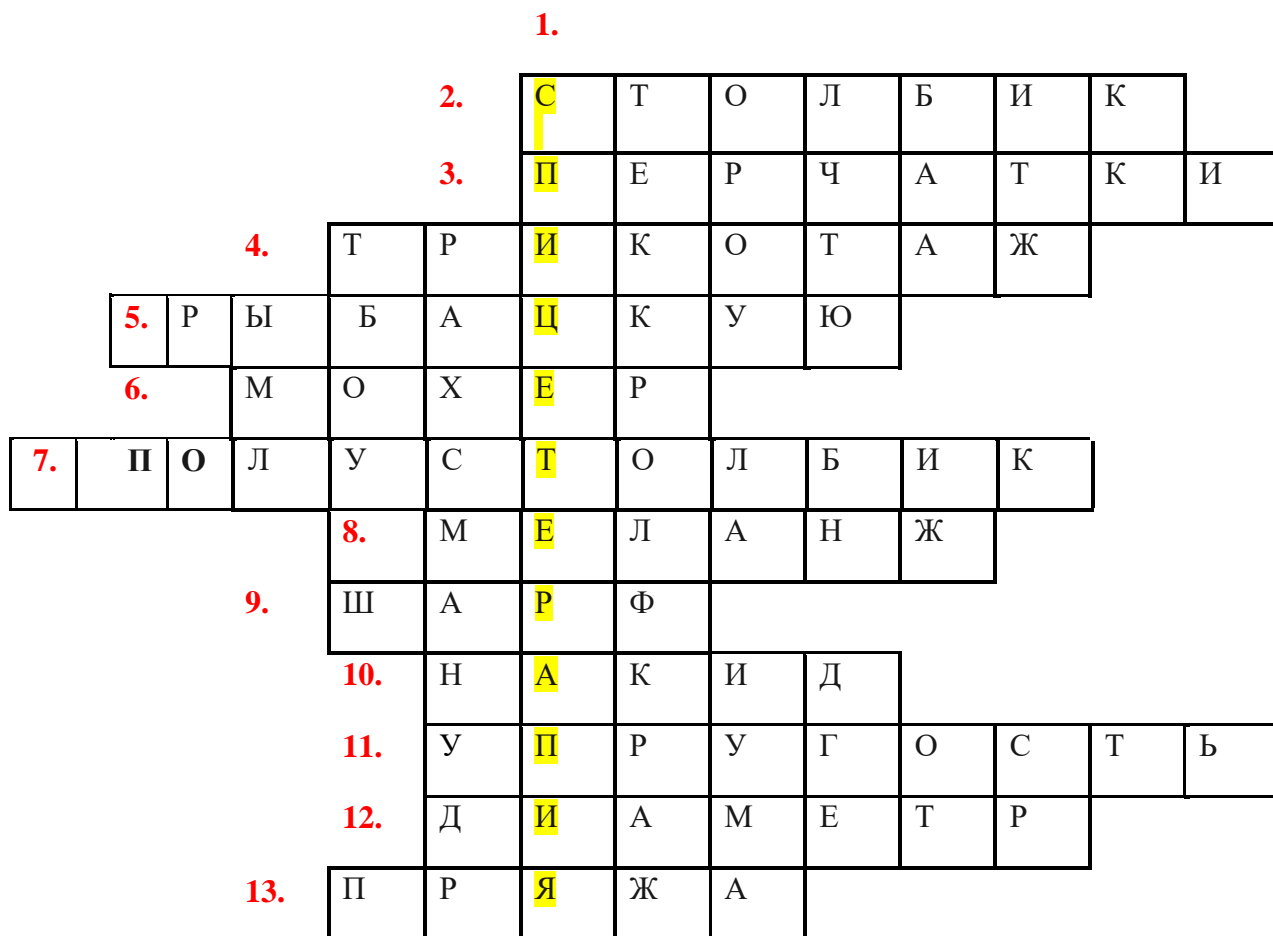 1.
2. С Т О Л Б И К
3. П Е Р Ч А Т К И
4. Т Р И К О Т А Ж
5. Р Ы Б А Ц К У Ю
6. М О Х Е Р
7. П О Л У С Т О Л Б И К
8. М Е Л А Н Ж
9. Ш А Р Ф
10. Н А К И Д
11. У П Р У Г О С Т Ь
12. Д И А М Е Т Р
13. П Р Я Ж А